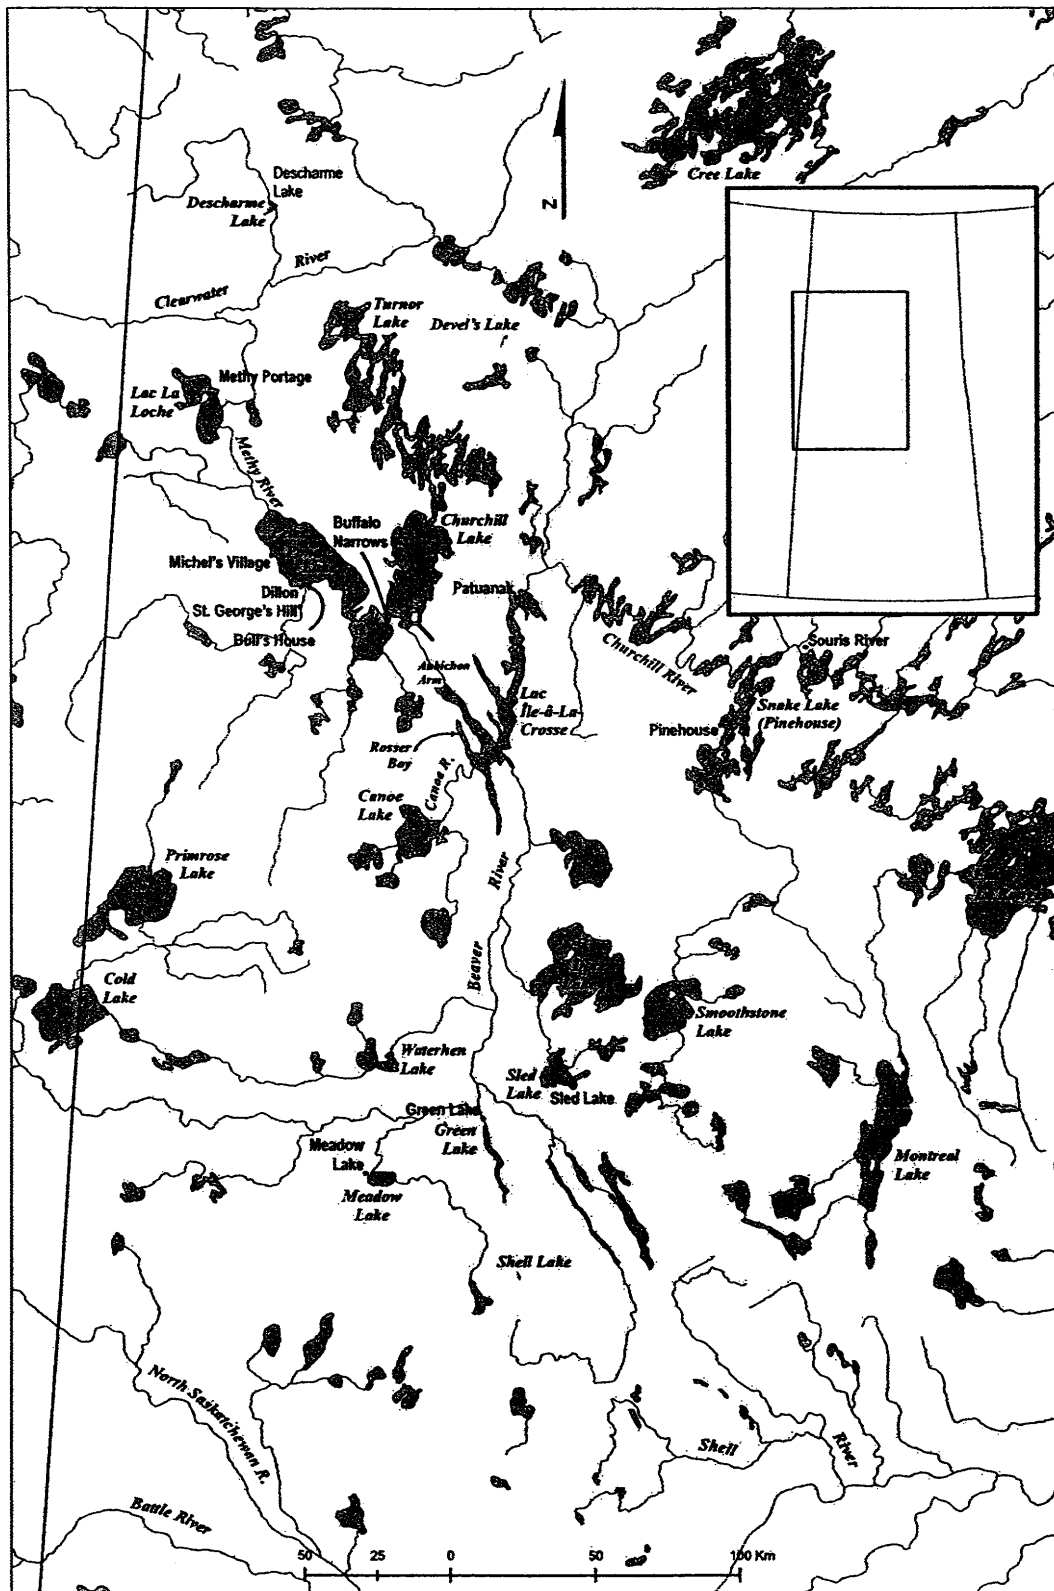 Cree Lake
Descharme
Lake
Descharme
Lake
N
River
Clearwater
Turnor
Lake
Devel's Lake
Methy Portage
Lac La
Loche
Methy River
Buffalo
Narrows
Churchill
Lake
Michel's Village
Dillon
St. George's Hill
Bull's House
Patuanak
Churchill River
Souris River
Aubichon
Arm
Lac
Île-à-La-
Crosse
Snake Lake
(Pinehouse)
Pinehouse
Rosser
Bay
Canoe R.
Canoe
Lake
Primrose
Lake
River
Beaver
Cold
Lake
Smoothstone
Lake
Waterhen
Lake
Sled
Lake
Sled Lake
Green Lake
Green
Lake
Meadow
Lake
Meadow
Lake
Montreal
Lake
Shell Lake
North Saskatchewan R.
Shell
River
Battle River
50 25 0 50 100 Km